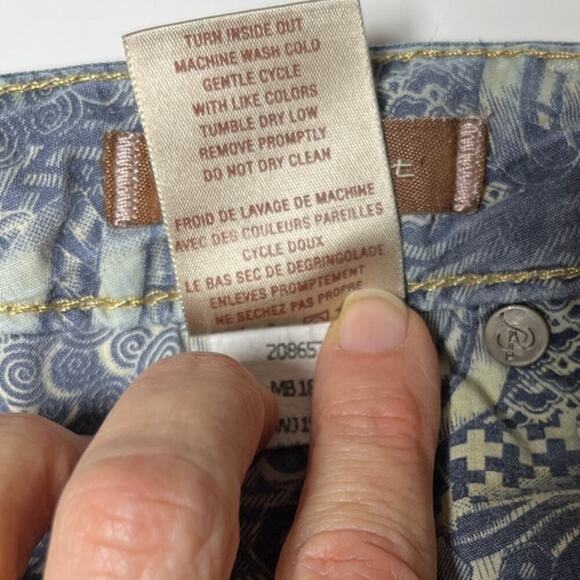 TURN INSIDE OUT
MACHINE WASH COLD
GENTLE CYCLE
WITH LIKE COLORS
TUMBLE DRY LOW
REMOVE PROMPTLY
DO NOT DRY CLEAN
FROID DE LAVAGE DE MACHINE
AVEC DES COULEURS PAREILLES
CYCLE DOUX
LE BAS SEC DE DEGRINGOLADE
ENLEVES PROMPTEMENT
NE SECHEZ PAS PROPRE